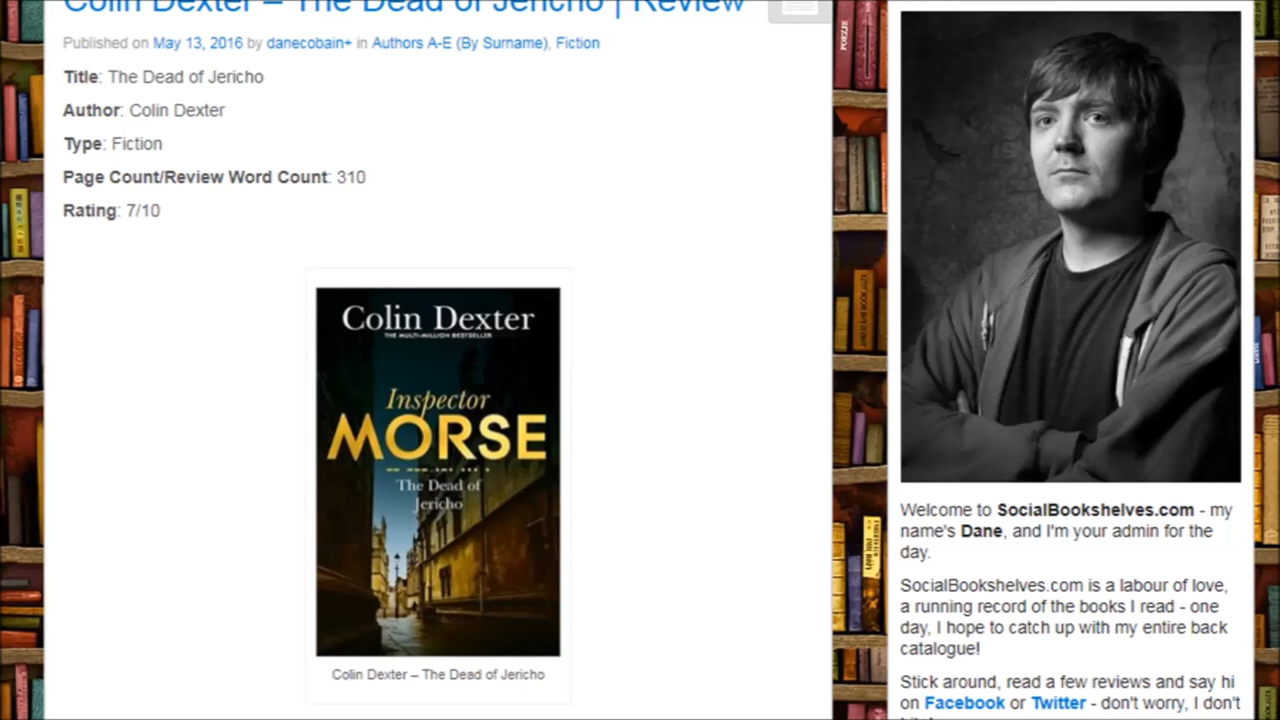 Colin Dexter – The Dead of Jericho | Review
Published on May 13, 2016 by danecobain+ in Authors A-E (By Surname), Fiction
Title: The Dead of Jericho
Author: Colin Dexter
Type: Fiction
Page Count/Review Word Count: 310
Rating: 7/10
Colin Dexter
THE MULTI-MILLION BESTSELLER
Inspector
MORSE
The Dead of
Jericho
Colin Dexter – The Dead of Jericho
Welcome to SocialBookshelves.com - my
name's Dane, and I'm your admin for the
day.
SocialBookshelves.com is a labour of love,
a running record of the books I read - one
day, I hope to catch up with my entire back
catalogue!
Stick around, read a few reviews and say hi
on Facebook or Twitter - don't worry, I don't